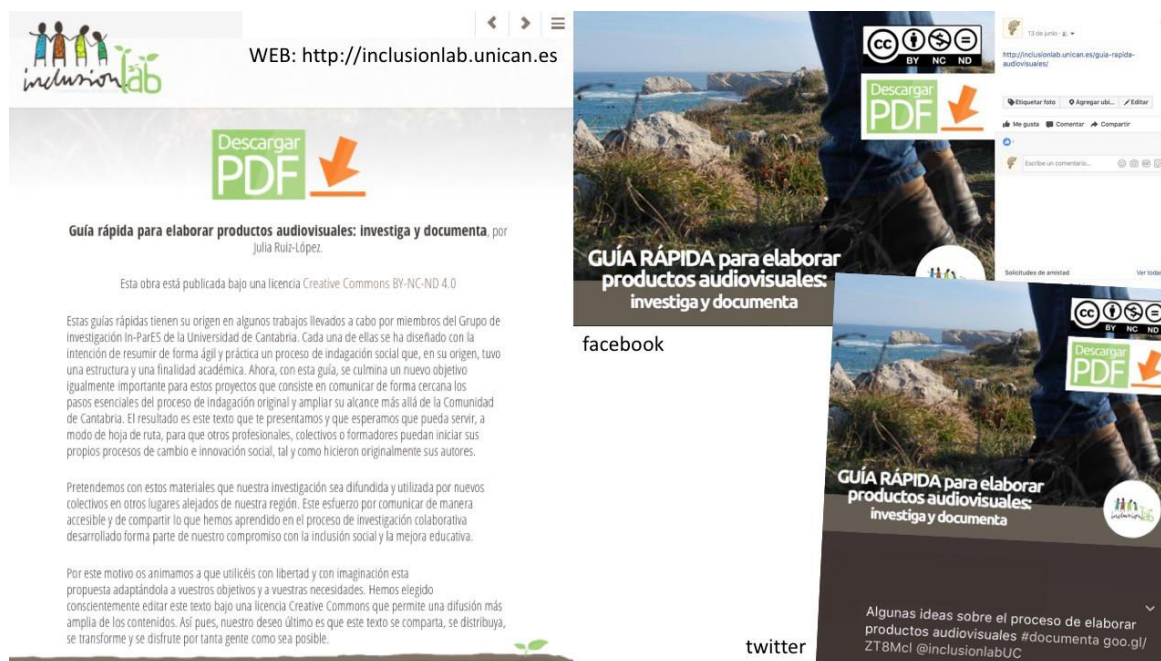 inclusionlab
WEB: http://inclusionlab.unican.es
Descargar
PDF
Guía rápida para elaborar productos audiovisuales: investiga y documenta, por
Julia Ruiz-López.
Esta obra está publicada bajo una licencia Creative Commons BY-NC-ND 4.0
Estas guías rápidas tienen su origen en algunos trabajos llevados a cabo por miembros del Grupo de
investigación In-ParES de la Universidad de Cantabria. Cada una de ellas se ha diseñado con la
intención de resumir de forma ágil y práctica un proceso de indagación social que, en su origen, tuvo
una estructura y una finalidad académica. Ahora, con esta guía, se culmina un nuevo objetivo
igualmente importante para estos proyectos que consiste en comunicar de forma cercana los
pasos esenciales del proceso de indagación original y ampliar su alcance más allá de la Comunidad
de Cantabria. El resultado es este texto que te presentamos y que esperamos que pueda servir, a
modo de hoja de ruta, para que otros profesionales, colectivos o formadores puedan iniciar sus
propios procesos de cambio e innovación social, tal y como hicieron originalmente sus autores.
Pretendemos con estos materiales que nuestra investigación sea difundida y utilizada por nuevos
colectivos en otros lugares alejados de nuestra región. Este esfuerzo por comunicar de manera
accesible y de compartir lo que hemos aprendido en el proceso de investigación colaborativa
desarrollado forma parte de nuestro compromiso con la inclusión social y la mejora educativa.
Por este motivo os animamos a que utilicéis con libertad y con imaginación esta
propuesta adaptándola a vuestros objetivos y a vuestras necesidades. Hemos elegido
conscientemente editar este texto bajo una licencia Creative Commons que permite una difusión más
amplia de los contenidos. Así pues, nuestro deseo último es que este texto se comparta, se distribuya,
se transforme y se disfrute por tanta gente como sea posible.
cc
BY NC ND
Descargar
PDF
GUÍA RÁPIDA para elaborar
productos audiovisuales:
investiga y documenta
13 de junio
http://inclusionlab.unican.es/guia-rapida-
audiovisuales/
Etiquetar foto Agregar ubi... Editar
Me gusta Comentar Compartir
Escribe un comentario...
Solicitudes de amistad Ver todas
facebook
cc
BY NC ND
Descargar
PDF
GUÍA RÁPIDA para elaborar
productos audiovisuales:
investiga y documenta
inclusionlab
Algunas ideas sobre el proceso de elaborar
productos audiovisuales #documenta goo.gl/
ZT8Mcl @inclusionlabUC
twitter